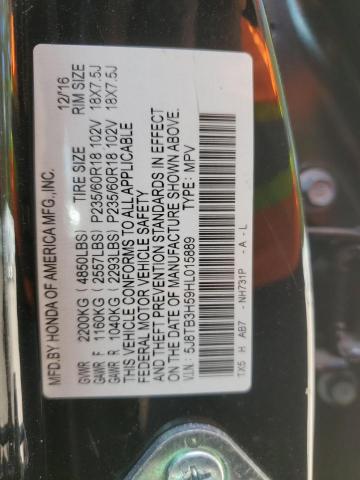 MFD.BY HONDA OF AMERICA MFG.,INC. 12/16
TIRE SIZE RIM SIZE
GVWR 2200KG (4850LBS)
GAWR F 1160KG (2557LBS) P235/60R18 102V 18X7.5J
GAWR R 1040KG (2293LBS) P235/60R18 102V 18X7.5J
THIS VEHICLE CONFORMS TO ALL APPLICABLE
FEDERAL MOTOR VEHICLE SAFETY
AND THEFT PREVENTION STANDARDS IN EFFECT
ON THE DATE OF MANUFACTURE SHOWN ABOVE.
V.I.N.: 5J8TB3H59HL015889 TYPE: MPV
TX5 H AB7 - NH731P - A - L